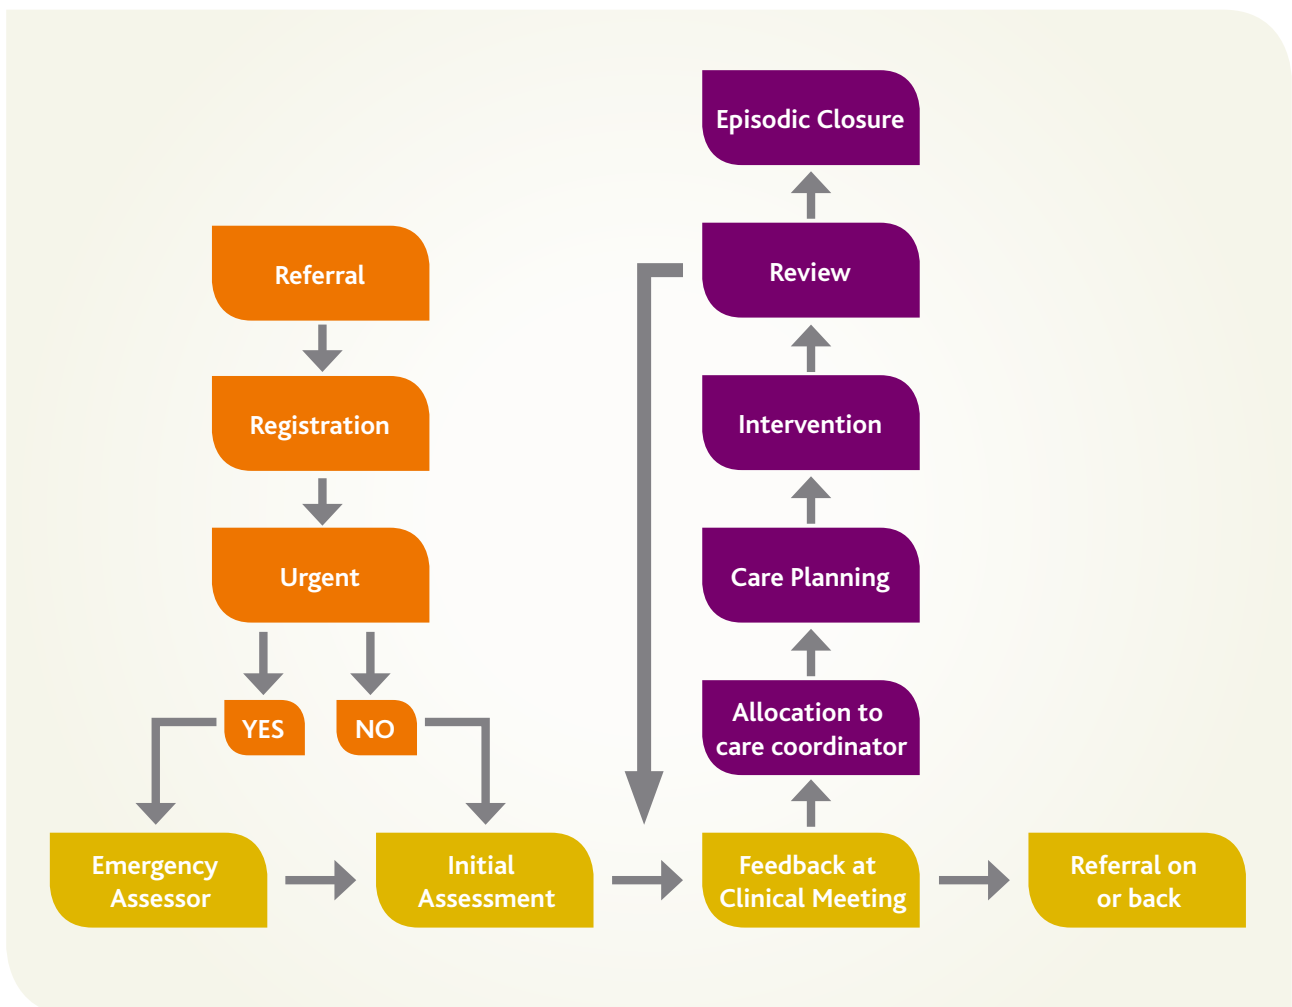 Episodic Closure
Referral
Review
Registration
Intervention
Urgent
Care Planning
YES
NO
Allocation to
care coordinator
Emergency
Assessor
Initial
Assessment
Feedback at
Clinical Meeting
Referral on
or back